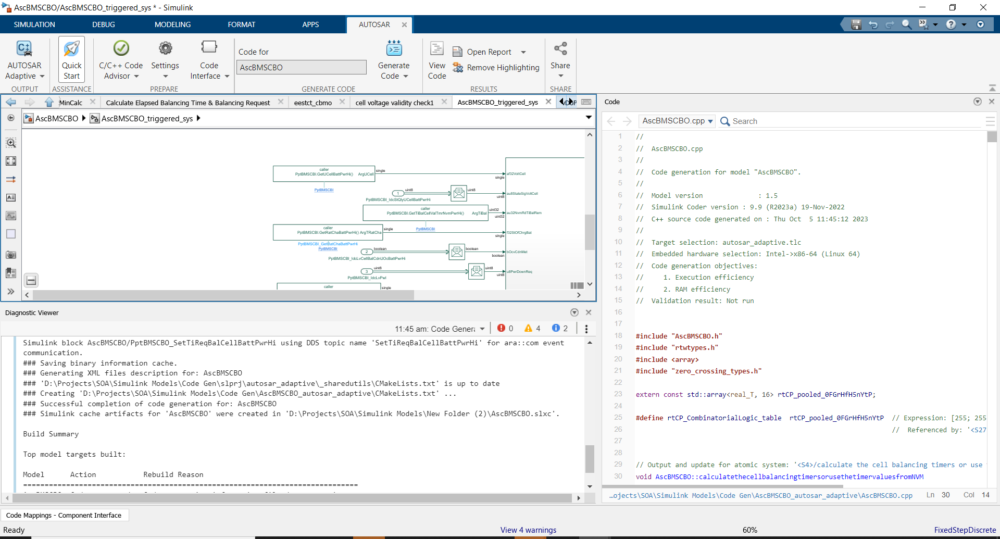 AscBMSCBO/AscBMSCBO_triggered_sys * - Simulink
SIMULATION DEBUG MODELING FORMAT APPS AUTOSAR
AUTOSAR Adaptive
Quick Start
C/C++ Code Advisor
Settings
Code Interface
Code for
AscBMSCBO
Generate Code
View Code
Open Report
Remove Highlighting
Share
OUTPUT ASSISTANCE PREPARE GENERATE CODE RESULTS SHARE
MinCalc Calculate Elapsed Balancing Time & Balancing Request eestct_cbmo cell voltage validity check1 AscBMSCBO_triggered_sys
AscBMSCBO AscBMSCBO_triggered_sys
caller
PptBMSCBI.GetUCellBattPwrHi() ArgUCell
single
af32VoltCell
single
PptBMSCBI
1
uint8
uint8
au8StateSigVoltCell
uint8
PptBMSCBI_IdcStQlyUCellBattPwrHi
caller
PptBMSCBI.GetTiBalCellValTmrNvmPwrHi() ArgTiBal
uint32
au32NvmRdTiBalRem
uint32
PptBMSCBI
caller
PptBMSCBI.GetRatChaBattPwrHi() ArgTRatCha
single
f32StOfChrgBat
single
PptBMSCBI_GetRatChaBattPwrHi
PptBMSCBI
2
boolean
boolean
bOcvCdnMet
boolean
PptBMSCBI_IdcLvCellBalCdnUOcBattPwrHi
3
uint8
uint8
u8PwrDownReq
uint8
PptBMSCBI_IdcLvPwl
caller
single
Diagnostic Viewer
11:45 am: Code Genera 0 4 2
Simulink block AscBMSCBO/PptBMSCBO_SetTiReqBalCellBattPwrHi using DDS topic name 'SetTiReqBalCellBattPwrHi' for ara::com event
communication.
### Saving binary information cache.
### Generating XML files description for: AscBMSCBO
### 'D:\Projects\SOA\Simulink Models\Code Gen\slprj\autosar_adaptive\_sharedutils\CMakeLists.txt' is up to date
### Creating 'D:\Projects\SOA\Simulink Models\Code Gen\AscBMSCBO_autosar_adaptive\CMakeLists.txt' ...
### Successful completion of code generation for: AscBMSCBO
### Simulink cache artifacts for 'AscBMSCBO' were created in 'D:\Projects\SOA\Simulink Models\New Folder (2)\AscBMSCBO.slxc'.
Build Summary
Top model targets built:
Model Action Rebuild Reason
==============================================================================
Code
AscBMSCBO.cpp Search
1 //
2 // AscBMSCBO.cpp
3 //
4 // Code generation for model "AscBMSCBO".
5 //
6 // Model version : 1.5
7 // Simulink Coder version : 9.9 (R2023a) 19-Nov-2022
8 // C++ source code generated on : Thu Oct 5 11:45:12 2023
9 //
10 // Target selection: autosar_adaptive.tlc
11 // Embedded hardware selection: Intel->x86-64 (Linux 64)
12 // Code generation objectives:
13 // 1. Execution efficiency
14 // 2. RAM efficiency
15 // Validation result: Not run
16
17
18 #include "AscBMSCBO.h"
19 #include "rtwtypes.h"
20 #include <array>
21 #include "zero_crossing_types.h"
22
23 extern const std::array<real_T, 16> rtCP_pooled_0FGrHfH5nYtP;
24
25 #define rtCP_CombinatorialLogic_table rtCP_pooled_0FGrHfH5nYtP // Expression: [255; 255
26 // Referenced by: '<S27
27
28
29 // Output and update for atomic system: '<S4>/calculate the cell balancing timers or use
30 void AscBMSCBO::calculatethecellbalancingtimersorusethetimervaluesfromNVM
...ojects\SOA\Simulink Models\Code Gen\AscBMSCBO_autosar_adaptive\AscBMSCBO.cpp Ln 30 Col 14
Code Mappings - Component Interface
Ready View 4 warnings 60% FixedStepDiscrete